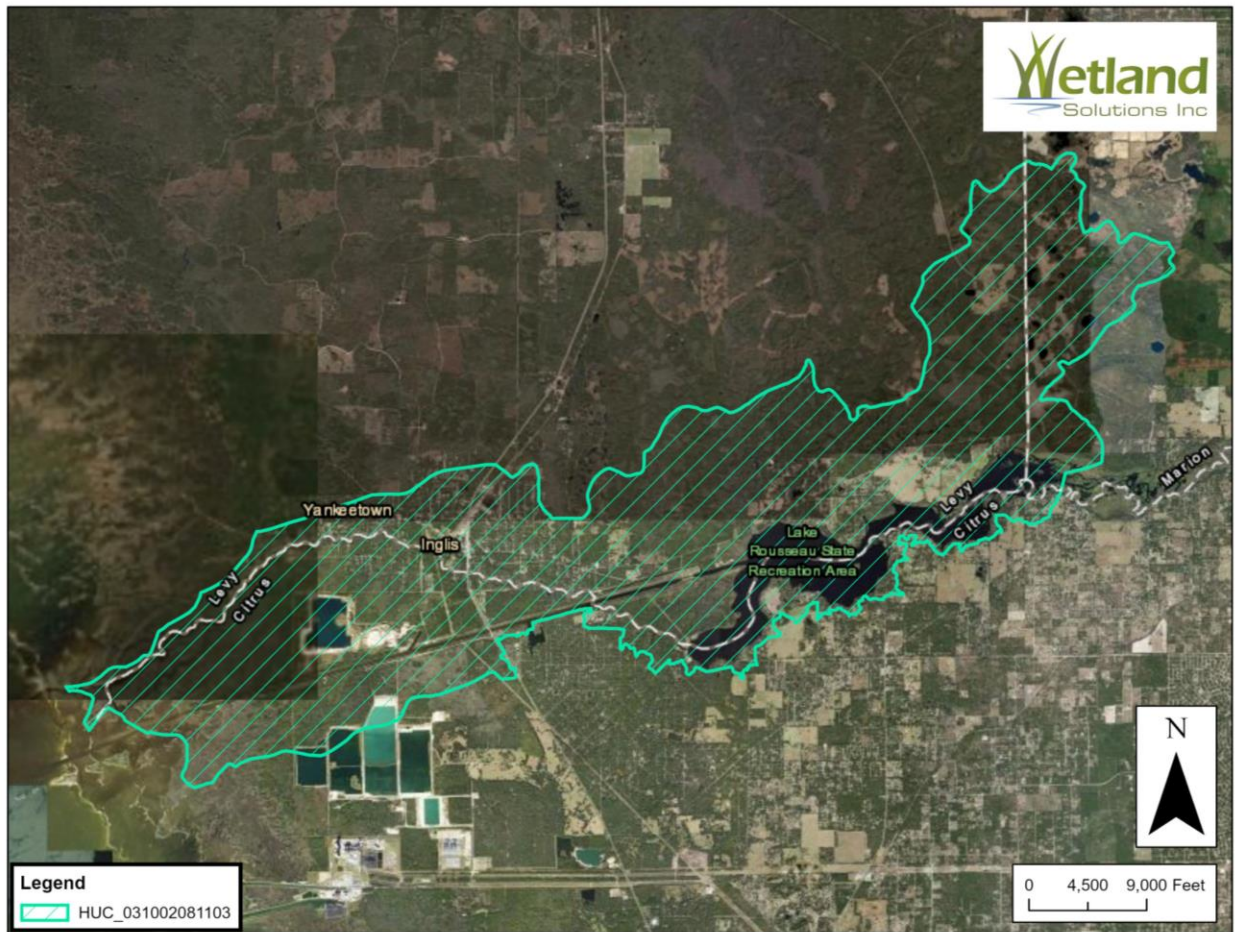 Wetland
Solutions Inc
Yankeetown
Inglis
Levy
Citrus
Lake
Rousseau State
Recreation Area
Levy
Citrus
Marion
N
Legend
HUC_031002081103
0 4,500 9,000 Feet